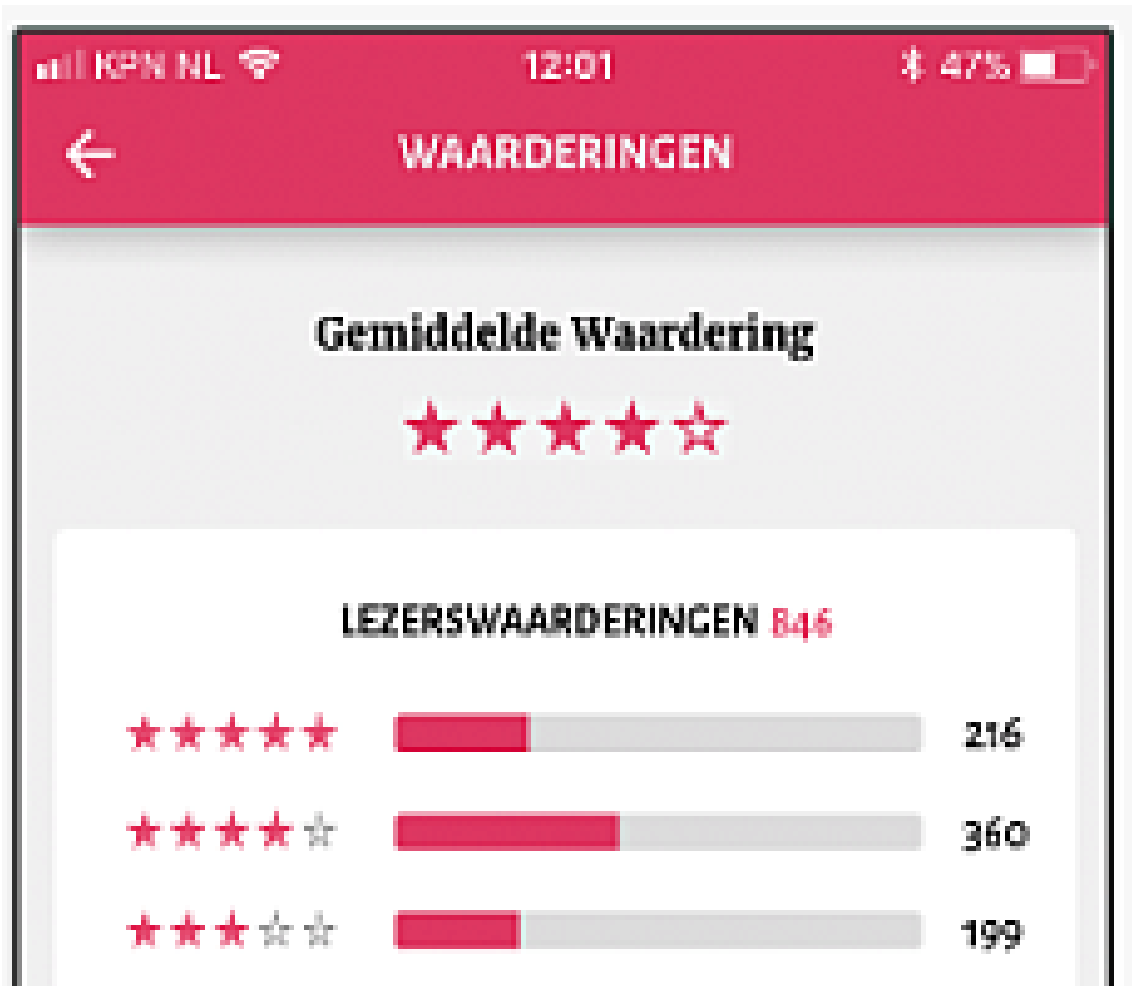 KPN NL 12:01 47%
WAARDERINGEN
Gemiddelde Waardering
LEZERSWAARDERINGEN 846
216
360
199